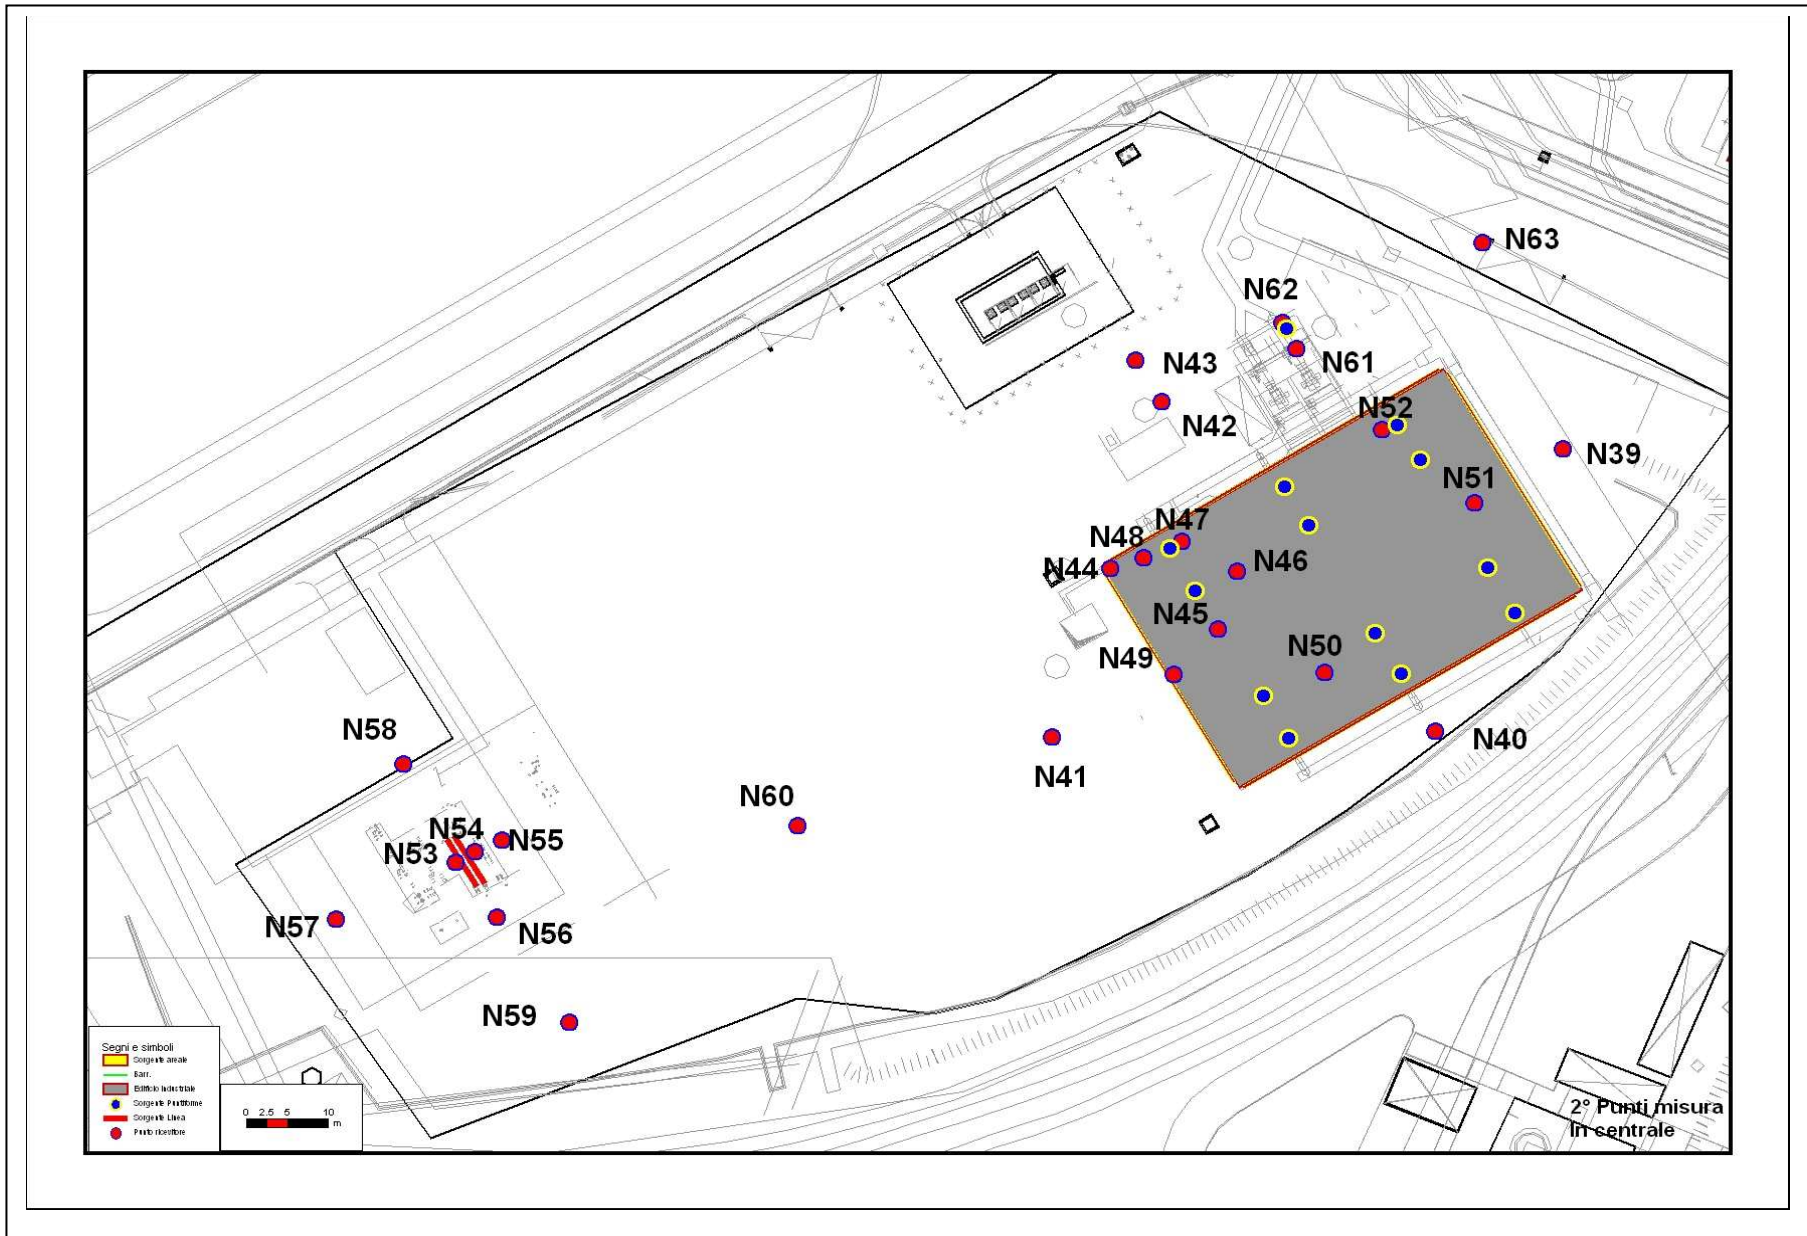 N63
N62
N43
N61
N42
N52
N39
N51
N47
N48
N44
N46
N45
N50
N49
N58
N40
N41
N60
N54
N55
N53
N57
N56
N59
Segni e simboli
Sorgente areale
Barr.
Edificio Industriale
Sorgente Puntiforme
Sorgente Linea
Punto ricettore
0 2.5 5 10
m
2° Punti misura
In centrale